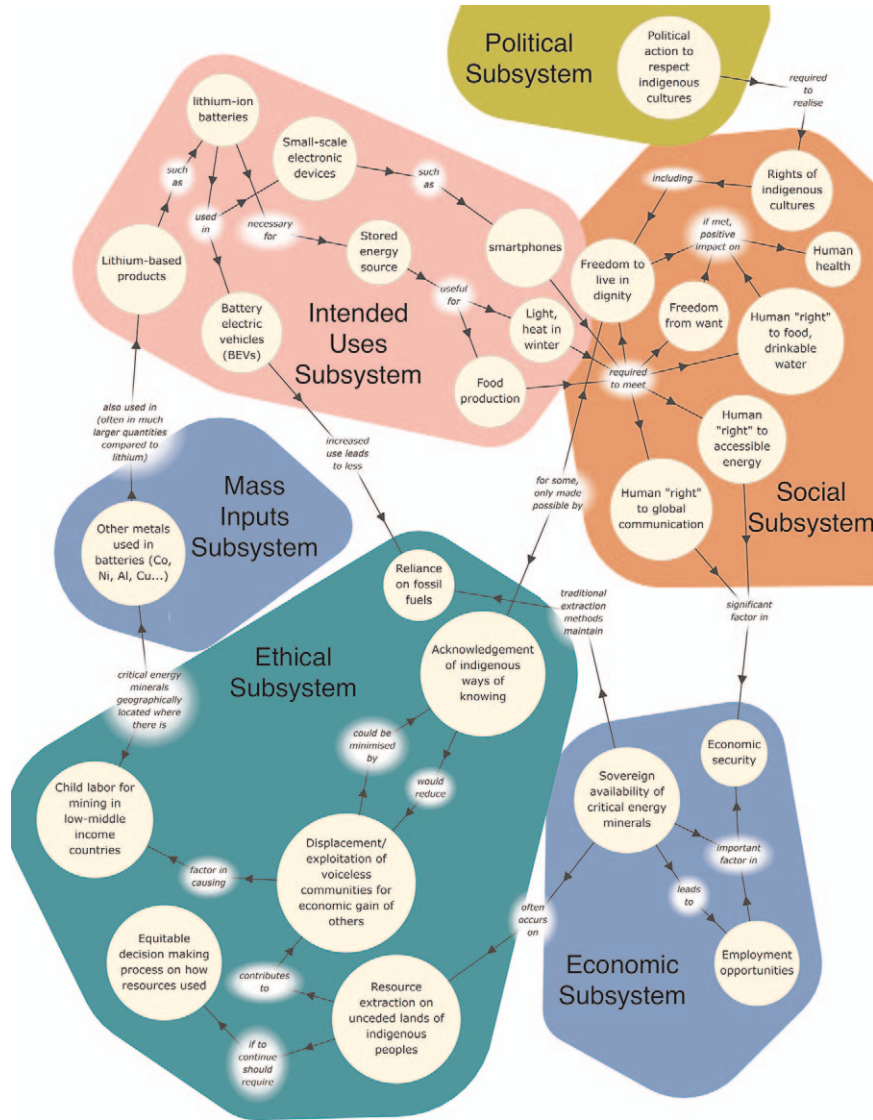 Political
Subsystem
Political
action to
respect
indigenous
cultures
required
to
realise
lithium-ion
batteries
Small-scale
electronic
devices
such
as
such
as
used
in
necessary
for
Stored
energy
source
smartphones
Lithium-based
products
Battery
electric
vehicles
(BEVs)
useful
for
Light,
heat in
winter
Food
production
Intended
Uses
Subsystem
Rights of
indigenous
cultures
including
if met,
positive
impact on
Human
health
Freedom to
live in
dignity
Freedom
from want
Human "right"
to food,
drinkable
water
required
to meet
Human
"right" to
accessible
energy
Human "right"
to global
communication
Social
Subsystem
also used in
(often in much
larger quantities
compared to
lithium)
increased
use leads
to less
for some,
only made
possible by
Mass
Inputs
Subsystem
Other metals
used in
batteries (Co,
Ni, Al, Cu...)
Reliance
on fossil
fuels
traditional
extraction
methods
maintain
significant
factor in
Ethical
Subsystem
Acknowledgement
of indigenous
ways of
knowing
critical energy
minerals
geographically
located where
there is
could be
minimised
by
would
reduce
Child labor for
mining in
low-middle
income
countries
factor in
causing
Displacement/
exploitation of
voiceless
communities for
economic gain of
others
Equitable
decision making
process on how
resources used
contributes
to
Resource
extraction on
unceded lands of
indigenous
peoples
if to
continue
should
require
often
occurs
on
Economic
security
Sovereign
availability of
critical energy
minerals
important
factor in
leads
to
Employment
opportunities
Economic
Subsystem